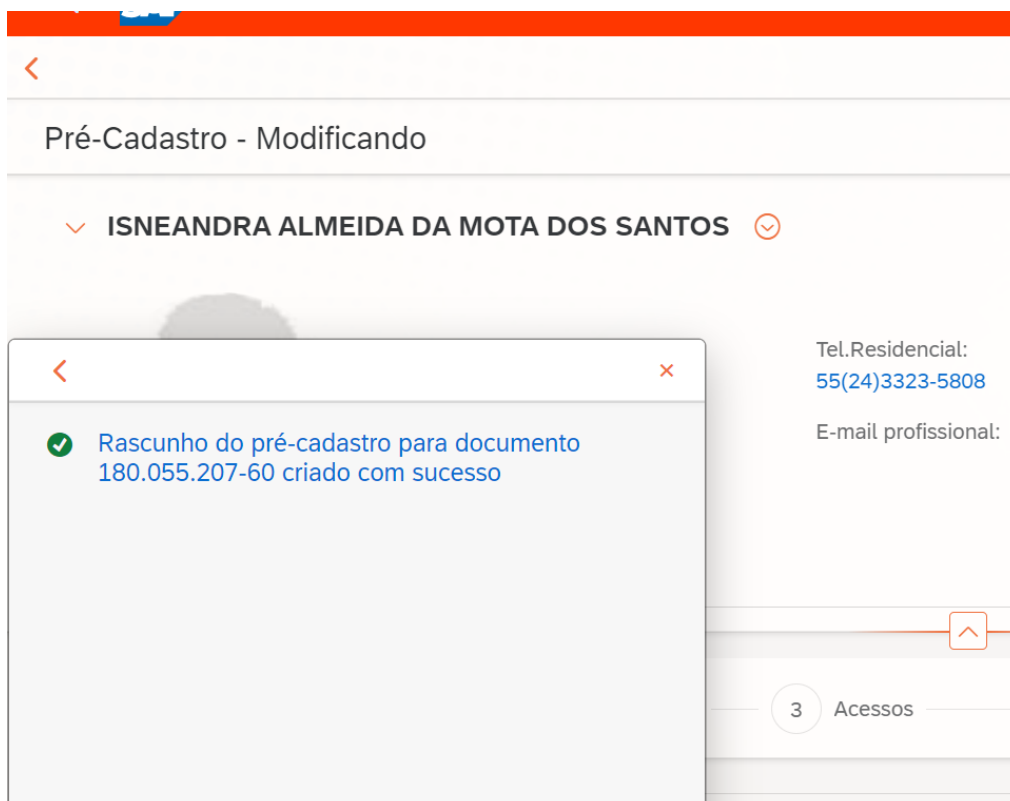 Pré-Cadastro - Modificando
ISNEANDRA ALMEIDA DA MOTA DOS SANTOS
Tel.Residencial:
55(24)3323-5808
E-mail profissional:
Rascunho do pré-cadastro para documento
180.055.207-60 criado com sucesso
3 Acessos